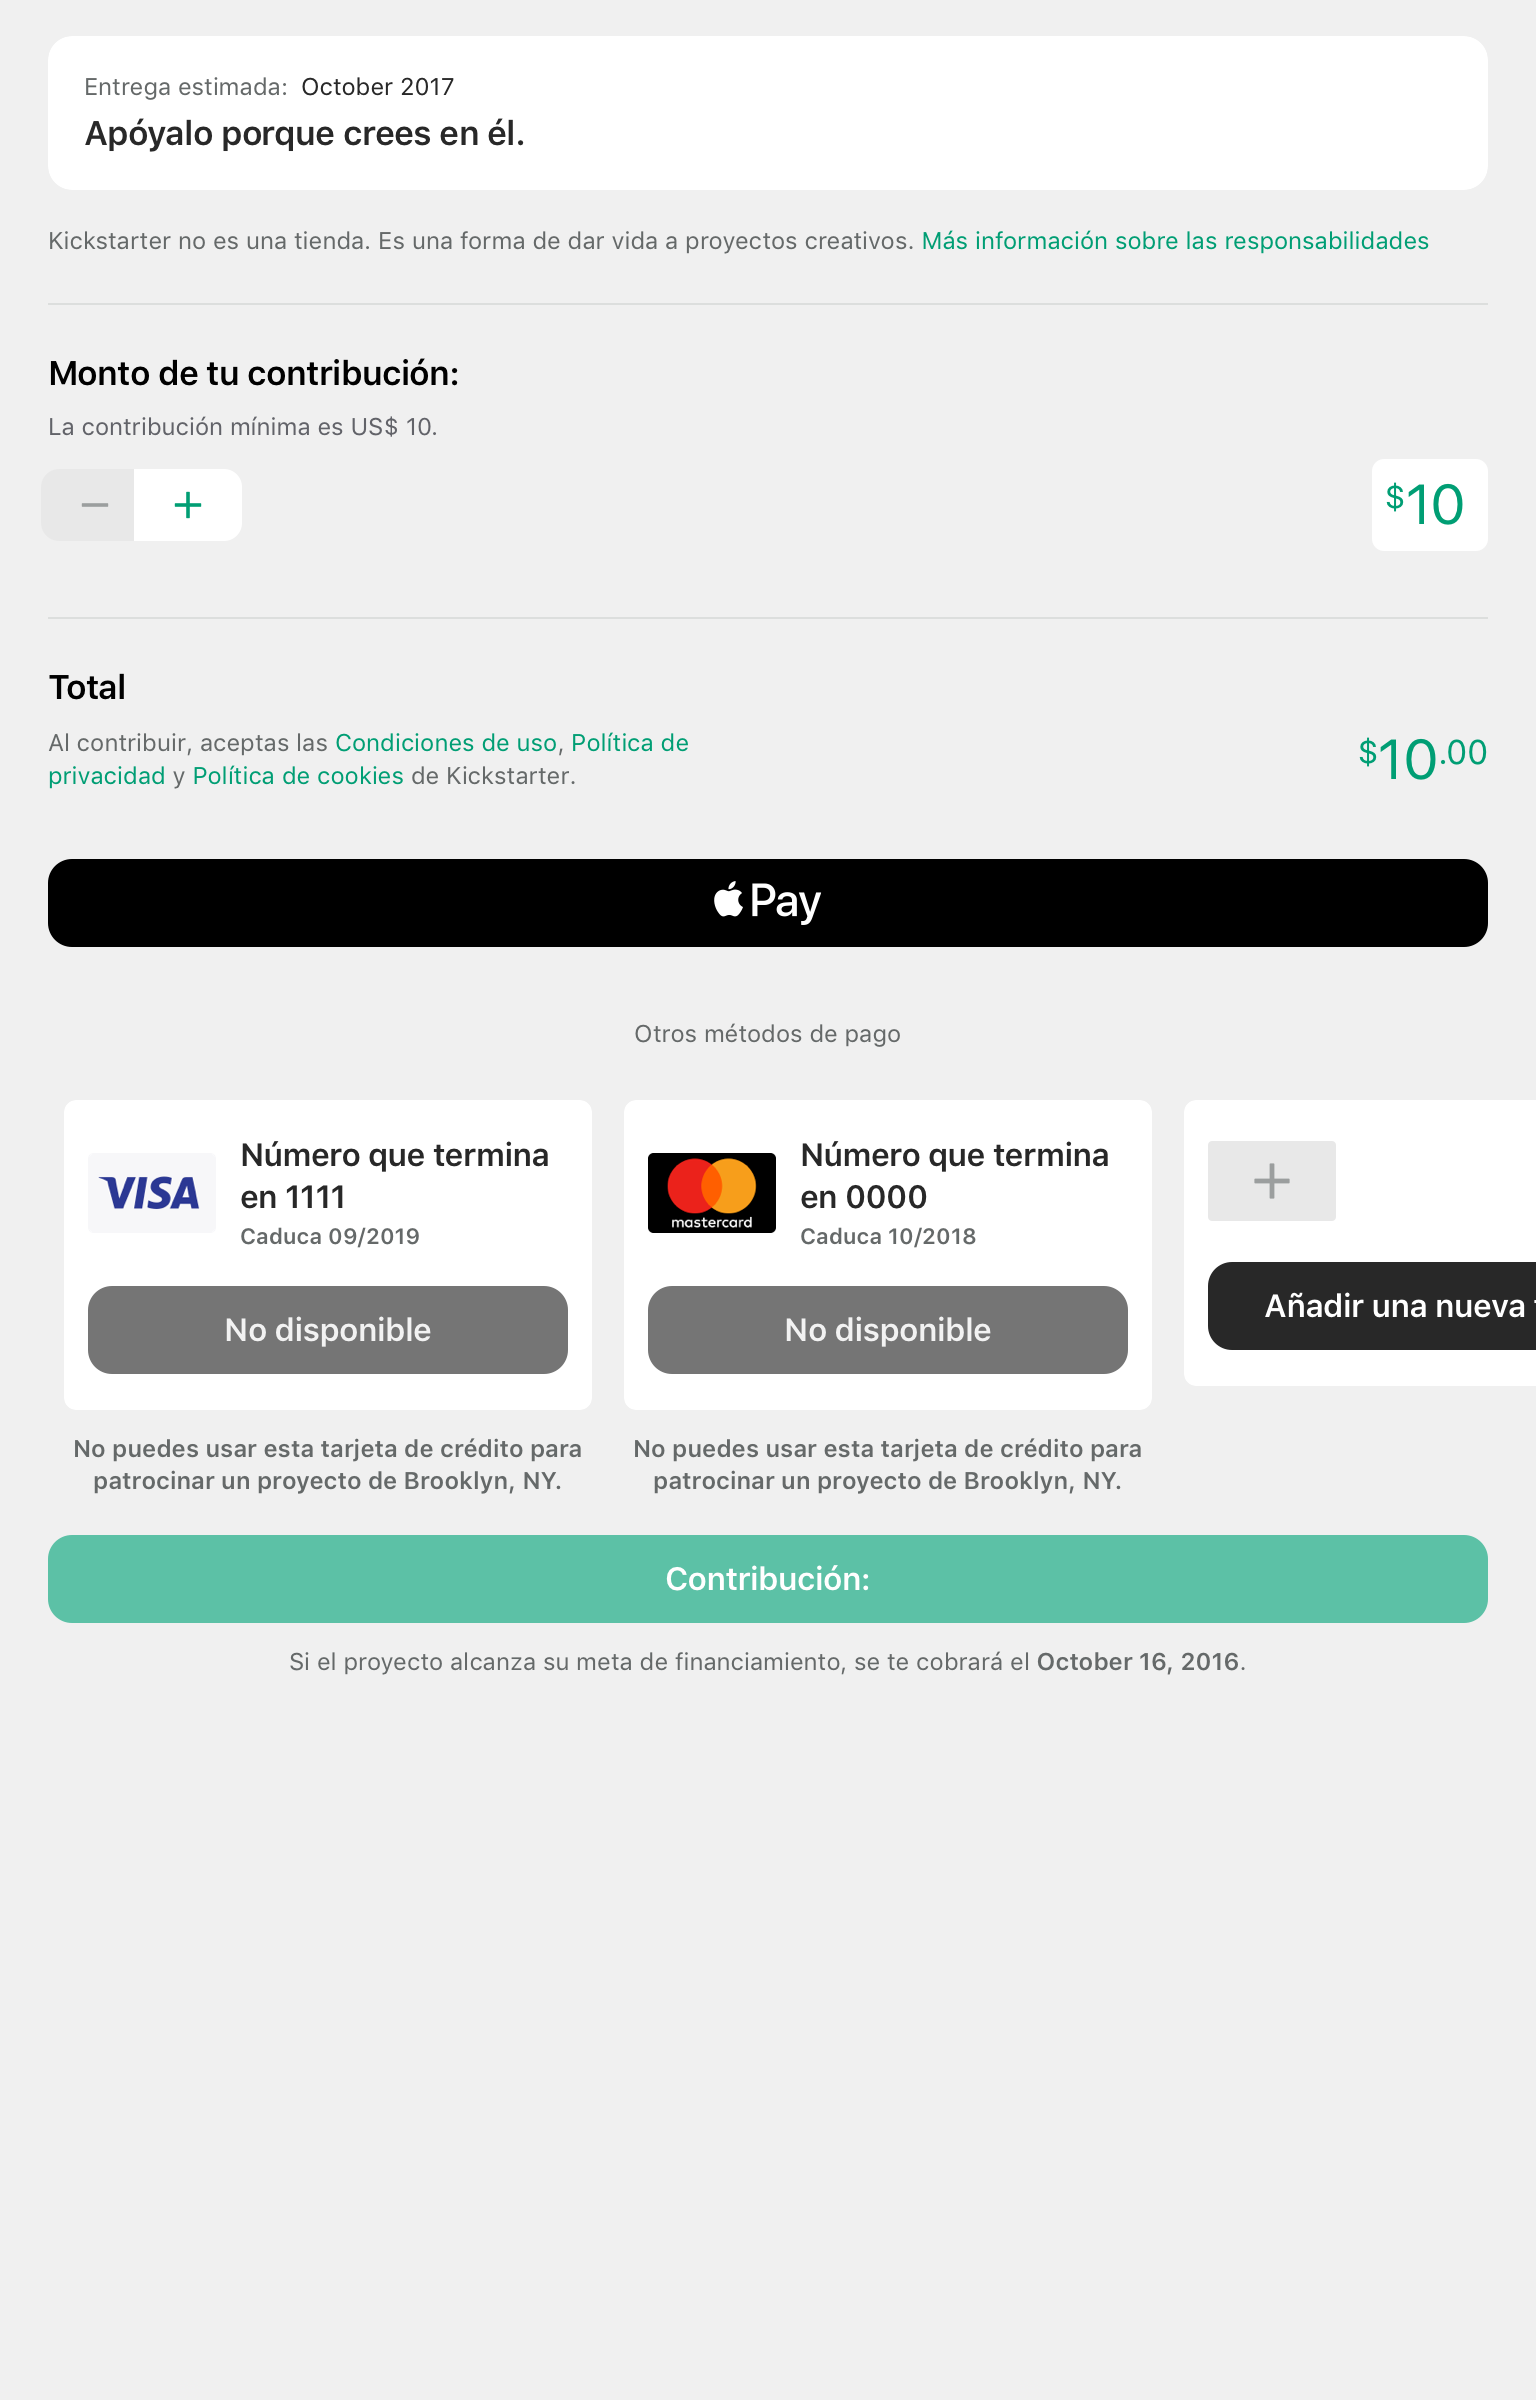 Entrega estimada: October 2017
Apóyalo porque crees en él.
Kickstarter no es una tienda. Es una forma de dar vida a proyectos creativos. Más información sobre las responsabilidades
Monto de tu contribución:
La contribución mínima es US$ 10.
$10
Total
Al contribuir, aceptas las Condiciones de uso, Política de
privacidad y Política de cookies de Kickstarter.
$10.00
Pay
Otros métodos de pago
VISA
Número que termina
en 1111
Caduca 09/2019
No disponible
No puedes usar esta tarjeta de crédito para
patrocinar un proyecto de Brooklyn, NY.
mastercard
Número que termina
en 0000
Caduca 10/2018
No disponible
No puedes usar esta tarjeta de crédito para
patrocinar un proyecto de Brooklyn, NY.
Añadir una nueva
Contribución:
Si el proyecto alcanza su meta de financiamiento, se te cobrará el October 16, 2016.